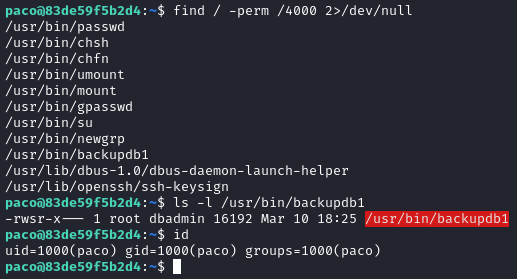 paco@83de59f5b2d4:~$ find / -perm /4000 2>/dev/null
/usr/bin/passwd
/usr/bin/chsh
/usr/bin/chfn
/usr/bin/umount
/usr/bin/mount
/usr/bin/gpasswd
/usr/bin/su
/usr/bin/newgrp
/usr/bin/backupdb1
/usr/lib/dbus-1.0/dbus-daemon-launch-helper
/usr/lib/openssh/ssh-keysign
paco@83de59f5b2d4:~$ ls -l /usr/bin/backupdb1
-rwsr-x--- 1 root dbadmin 16192 Mar 10 18:25 /usr/bin/backupdb1
paco@83de59f5b2d4:~$ id
uid=1000(paco) gid=1000(paco) groups=1000(paco)
paco@83de59f5b2d4:~$